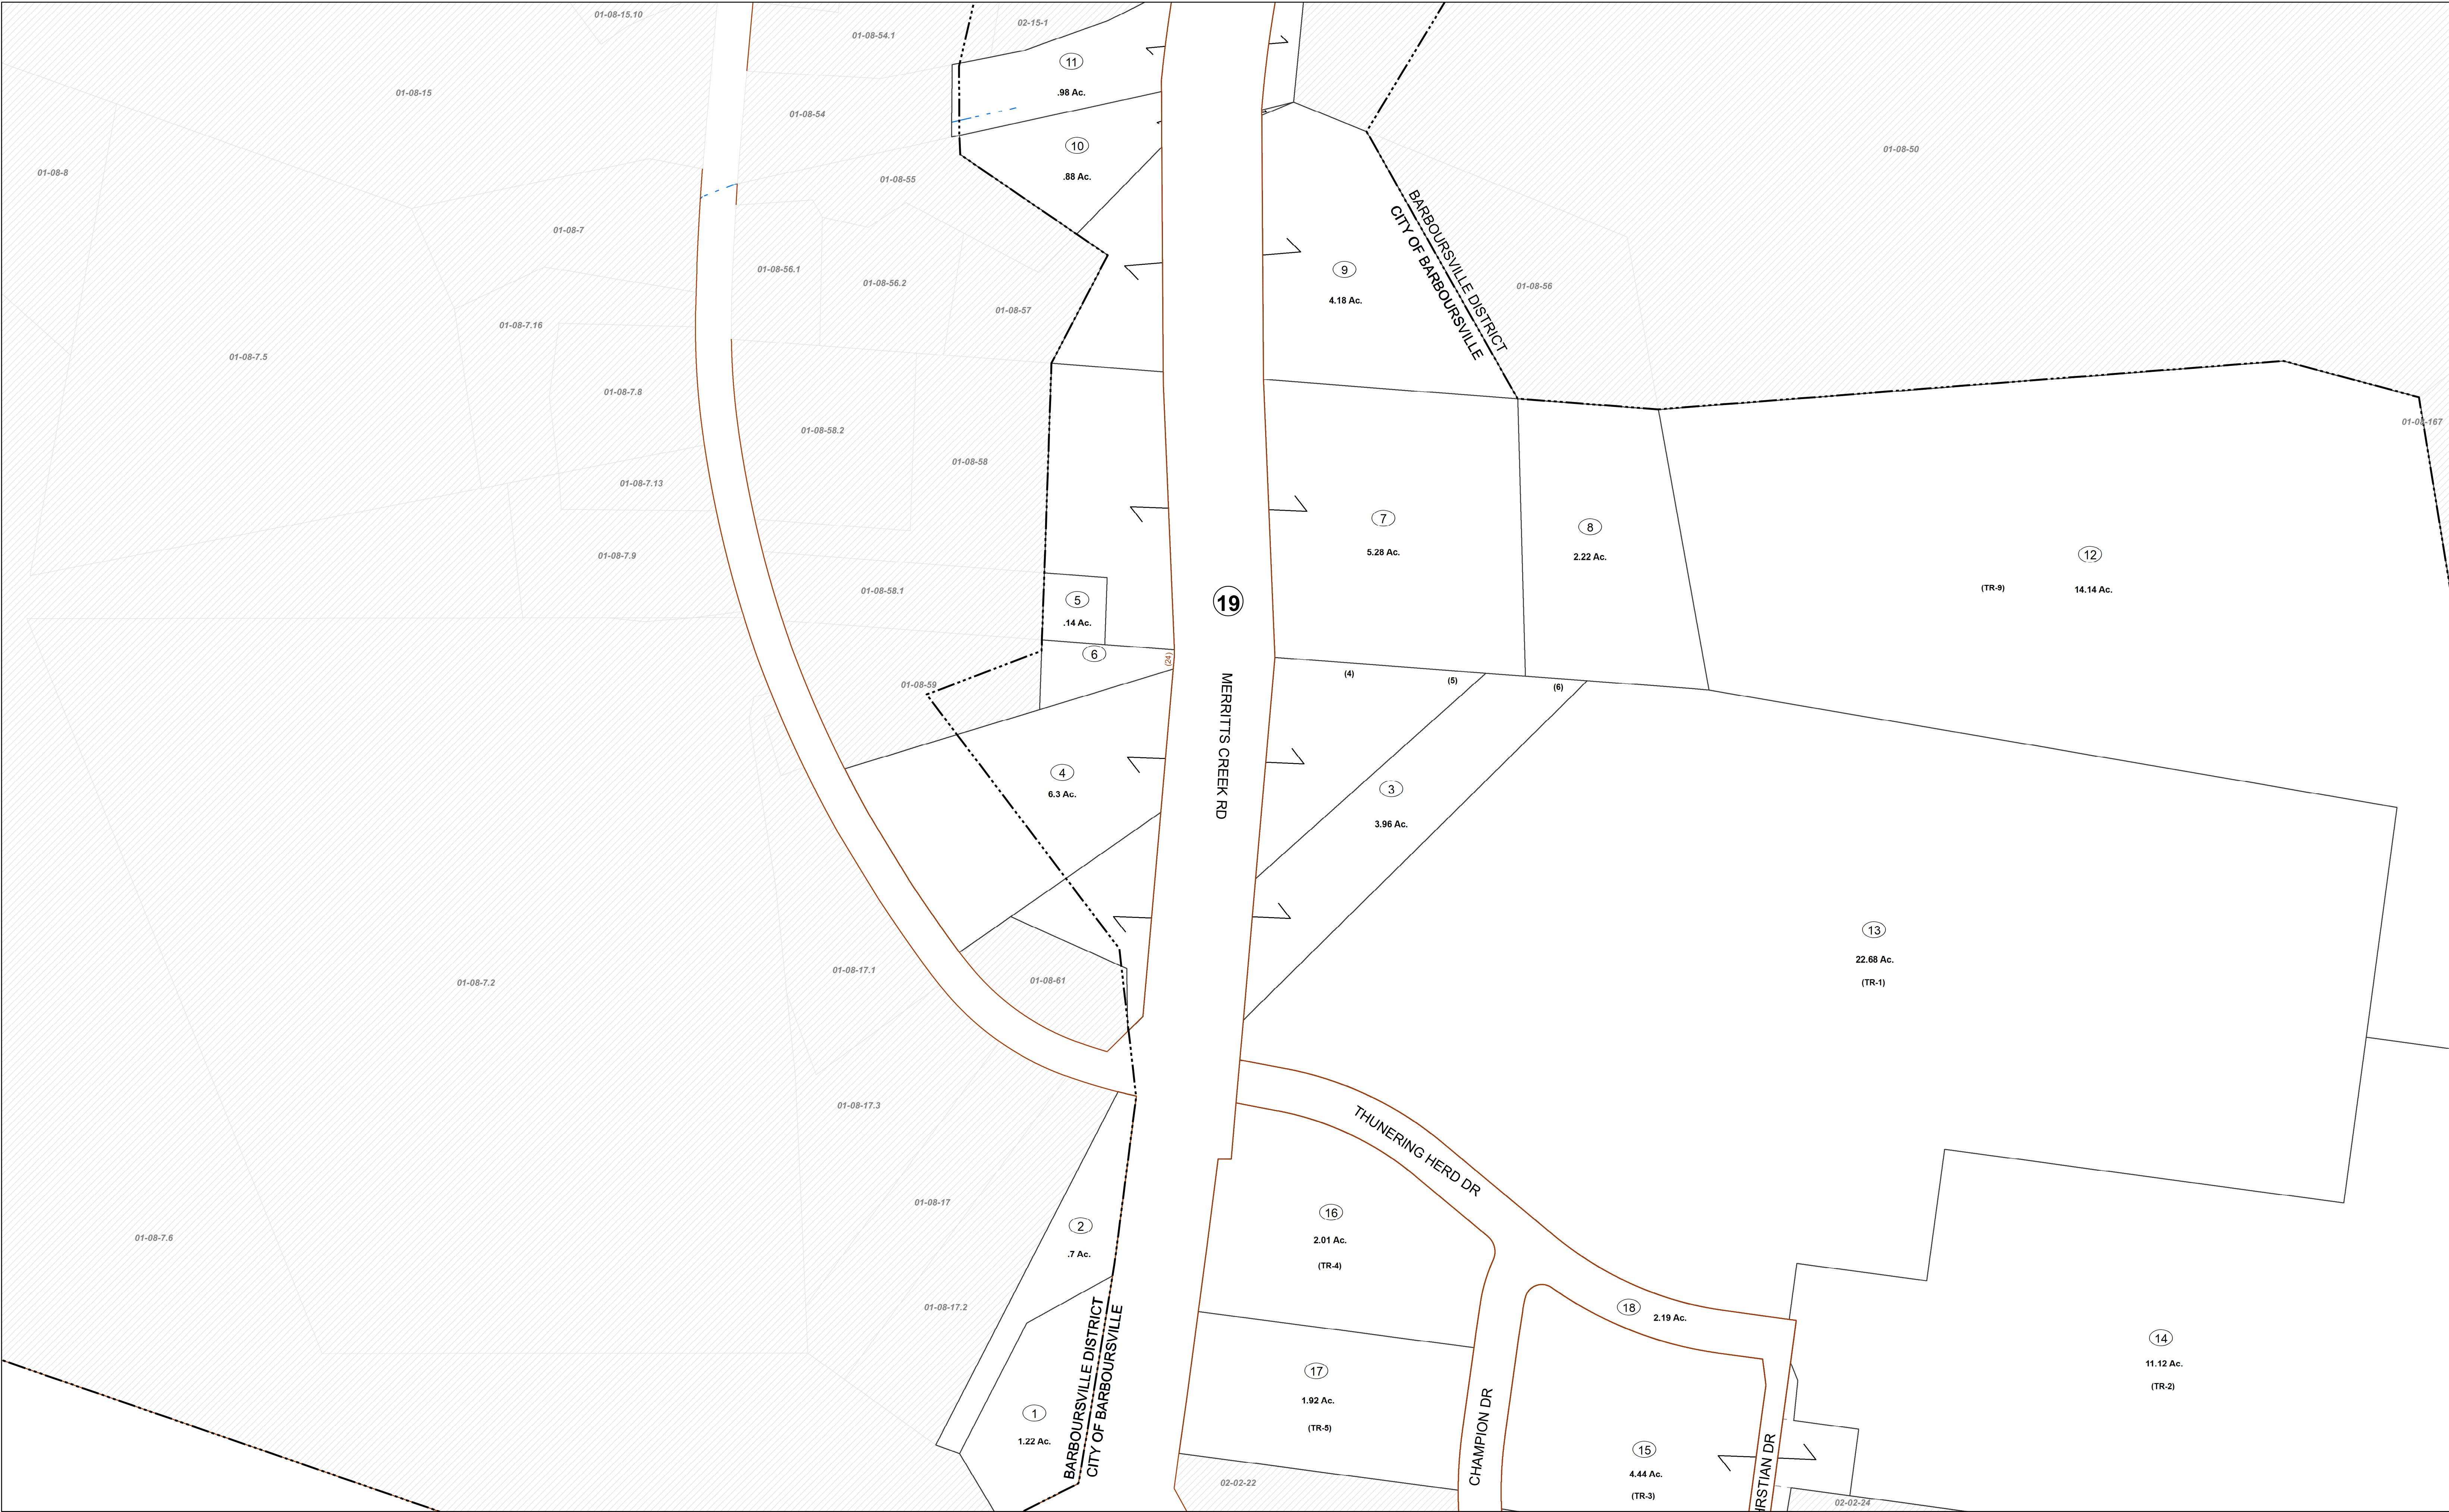 01-08-15.10
02-15-1
01-08-54.1
11
.98 Ac.
01-08-15
01-08-54
10
.88 Ac.
01-08-50
01-08-8
01-08-55
01-08-7
BARBOURSVILLE DISTRICT
CITY OF BARBOURSVILLE
01-08-56.1
01-08-56.2
9
4.18 Ac.
01-08-56
01-08-57
01-08-7.16
01-08-7.5
01-08-7.8
01-08-58.2
01-08-167
01-08-58
01-08-7.13
7
5.28 Ac.
8
2.22 Ac.
12
(TR-9)
14.14 Ac.
01-08-7.9
01-08-58.1
5
.14 Ac.
19
6
(24)
(4)
(5)
(6)
01-08-59
MERRITTS CREEK RD
4
6.3 Ac.
3
3.96 Ac.
13
22.68 Ac.
(TR-1)
01-08-7.2
01-08-17.1
01-08-61
01-08-17.3
THUNERING HERD DR
01-08-17
01-08-7.6
2
.7 Ac.
16
2.01 Ac.
(TR-4)
01-08-17.2
18
2.19 Ac.
BARBOURSVILLE DISTRICT
CITY OF BARBOURSVILLE
14
11.12 Ac.
(TR-2)
17
1.92 Ac.
(TR-5)
1
1.22 Ac.
CHAMPION DR
15
4.44 Ac.
(TR-3)
RSTIAN DR
02-02-22
02-02-24